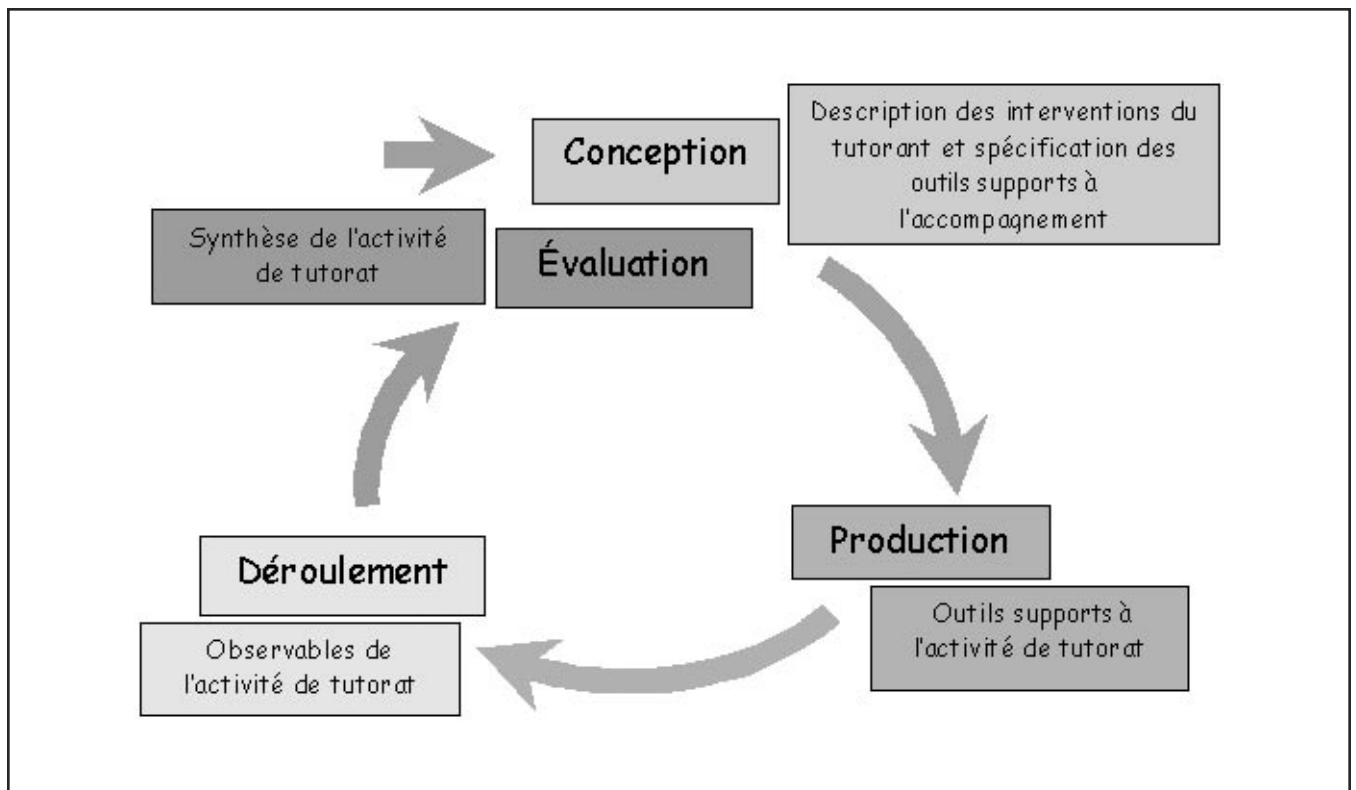 Conception
Description des interventions du
tutorant et spécification des
outils supports à
l'accompagnement
Synthèse de l'activité
de tutorat
Évaluation
Production
Outils supports à
l'activité de tutorat
Déroulement
Observables de
l'activité de tutorat